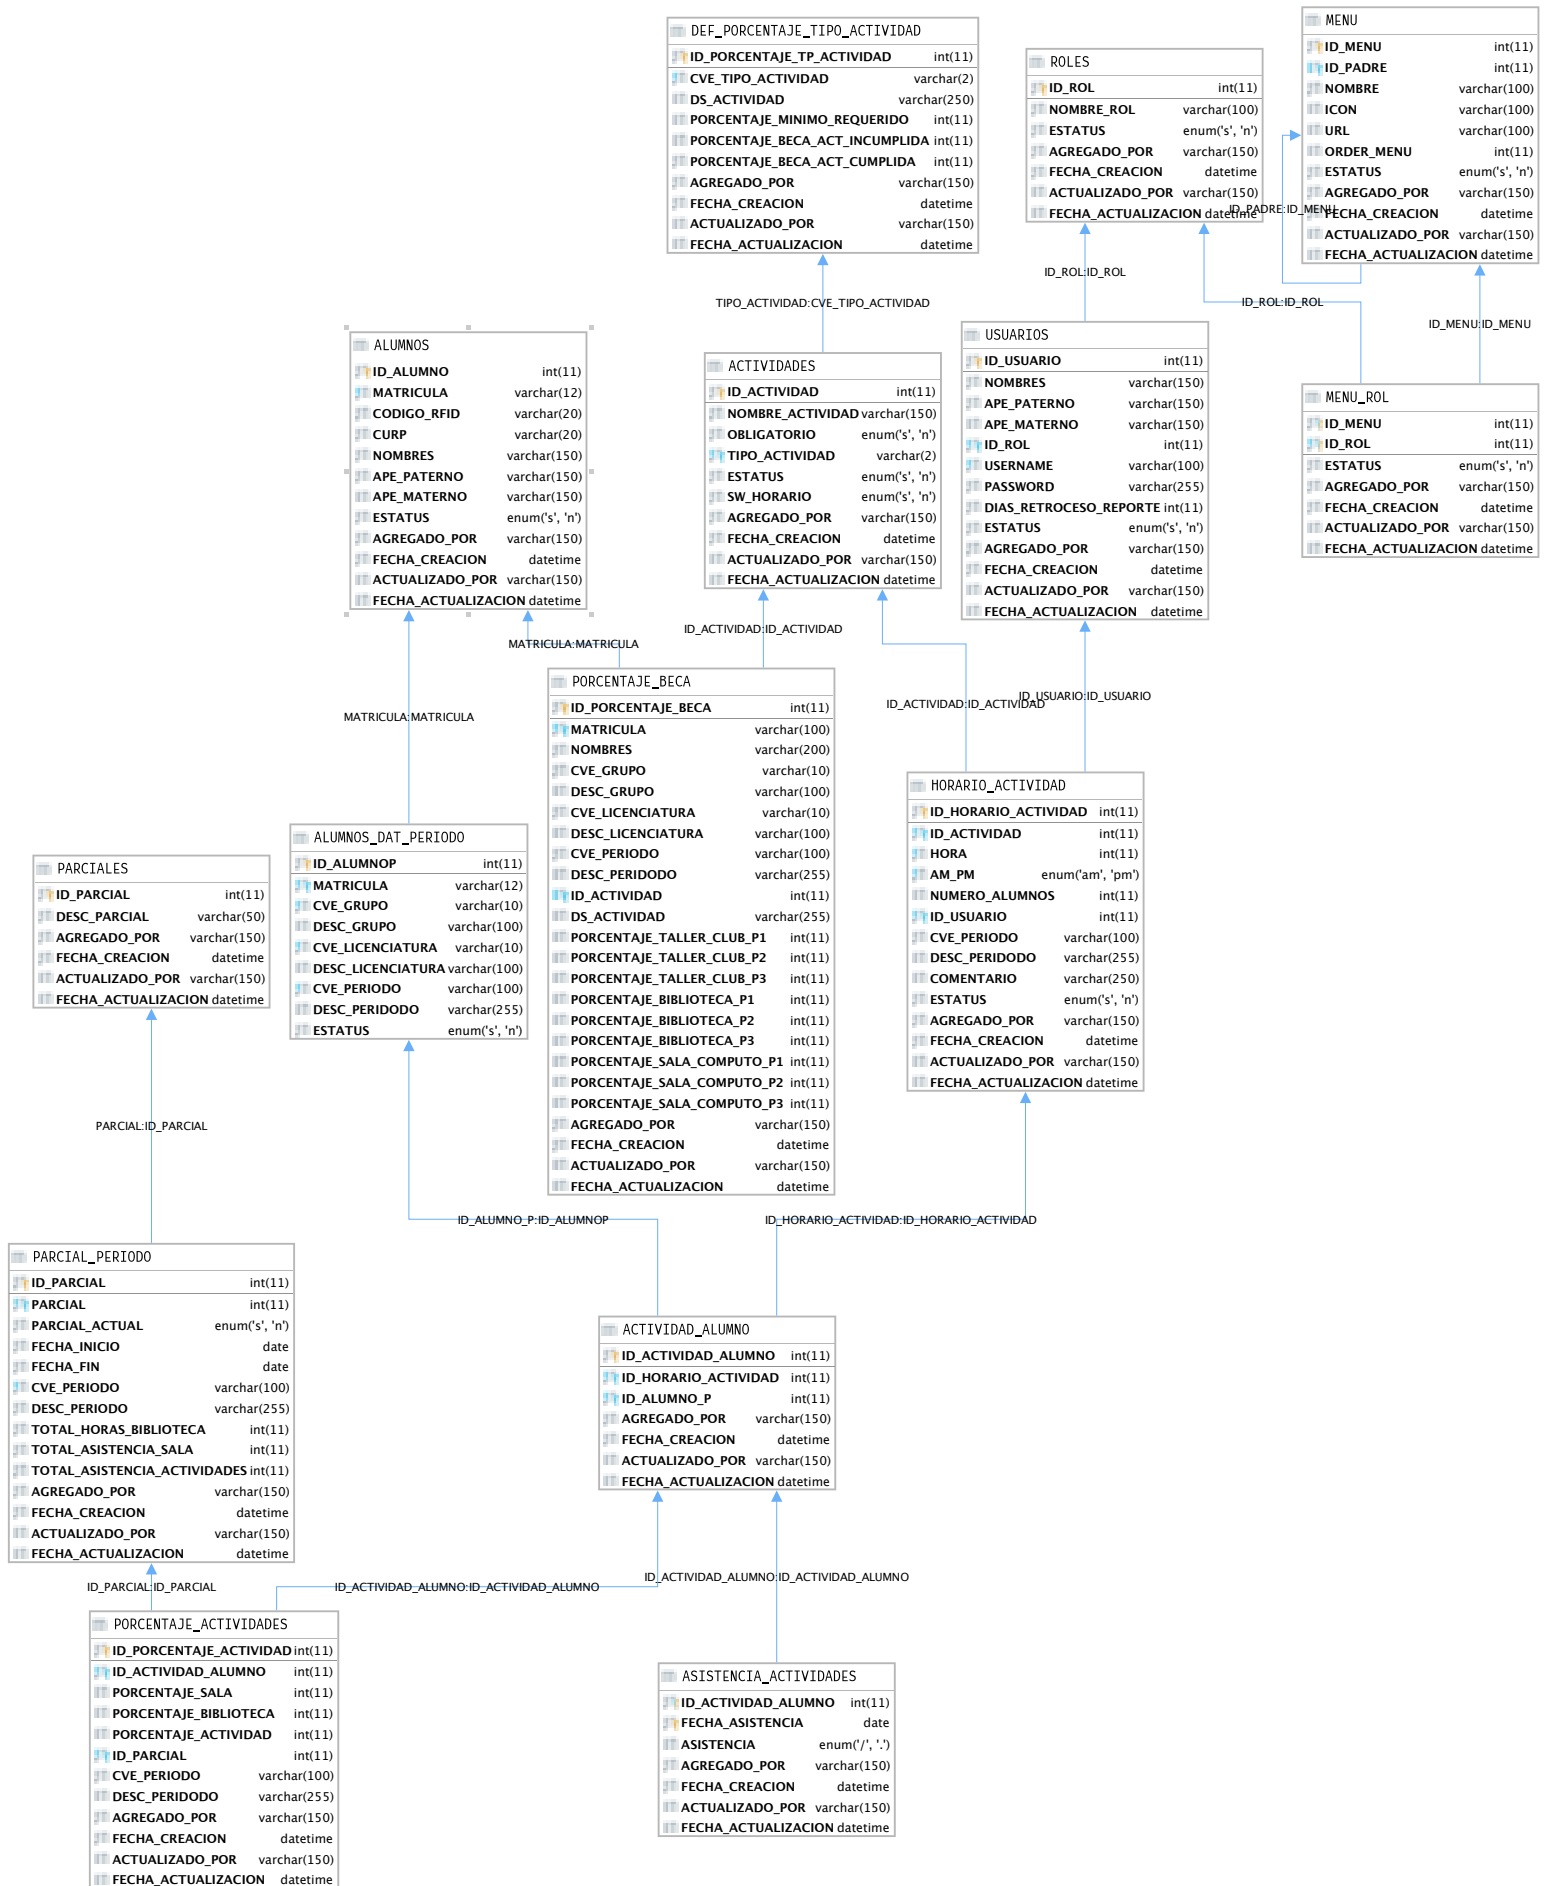 DEF_PORCENTAJE_TIPO_ACTIVIDAD
ID_PORCENTAJE_TP_ACTIVIDAD int(11)
CVE_TIPO_ACTIVIDAD varchar(2)
DS_ACTIVIDAD varchar(250)
PORCENTAJE_MINIMO_REQUERIDO int(11)
PORCENTAJE_BECA_ACT_INCUMPLIDA int(11)
PORCENTAJE_BECA_ACT_CUMPLIDA int(11)
AGREGADO_POR varchar(150)
FECHA_CREACION datetime
ACTUALIZADO_POR varchar(150)
FECHA_ACTUALIZACION datetime
ROLES
ID_ROL int(11)
NOMBRE_ROL varchar(100)
ESTATUS enum('s', 'n')
AGREGADO_POR varchar(150)
FECHA_CREACION datetime
ACTUALIZADO_POR varchar(150)
FECHA_ACTUALIZACION datetime
MENU
ID_MENU int(11)
ID_PADRE int(11)
NOMBRE varchar(100)
ICON varchar(100)
URL varchar(100)
ORDER_MENU int(11)
ESTATUS enum('s', 'n')
AGREGADO_POR varchar(150)
FECHA_CREACION datetime
ACTUALIZADO_POR varchar(150)
FECHA_ACTUALIZACION datetime
ID_PADRE:ID_MENU
ID_ROL:ID_ROL
TIPO_ACTIVIDAD:CVE_TIPO_ACTIVIDAD
ID_ROL:ID_ROL
ID_MENU:ID_MENU
ALUMNOS
ID_ALUMNO int(11)
MATRICULA varchar(12)
CODIGO_RFID varchar(20)
CURP varchar(20)
NOMBRES varchar(150)
APE_PATERNO varchar(150)
APE_MATERNO varchar(150)
ESTATUS enum('s', 'n')
AGREGADO_POR varchar(150)
FECHA_CREACION datetime
ACTUALIZADO_POR varchar(150)
FECHA_ACTUALIZACION datetime
ACTIVIDADES
ID_ACTIVIDAD int(11)
NOMBRE_ACTIVIDAD varchar(150)
OBLIGATORIO enum('s', 'n')
TIPO_ACTIVIDAD varchar(2)
ESTATUS enum('s', 'n')
SW_HORARIO enum('s', 'n')
AGREGADO_POR varchar(150)
FECHA_CREACION datetime
ACTUALIZADO_POR varchar(150)
FECHA_ACTUALIZACION datetime
USUARIOS
ID_USUARIO int(11)
NOMBRES varchar(150)
APE_PATERNO varchar(150)
APE_MATERNO varchar(150)
ID_ROL int(11)
USERNAME varchar(100)
PASSWORD varchar(255)
DIAS_RETROCESO_REPORTE int(11)
ESTATUS enum('s', 'n')
AGREGADO_POR varchar(150)
FECHA_CREACION datetime
ACTUALIZADO_POR varchar(150)
FECHA_ACTUALIZACION datetime
MENU_ROL
ID_MENU int(11)
ID_ROL int(11)
ESTATUS enum('s', 'n')
AGREGADO_POR varchar(150)
FECHA_CREACION datetime
ACTUALIZADO_POR varchar(150)
FECHA_ACTUALIZACION datetime
MATRICULA:MATRICULA
ID_ACTIVIDAD:ID_ACTIVIDAD
MATRICULA:MATRICULA
ID_ACTIVIDAD:ID_ACTIVIDAD
ID_USUARIO:ID_USUARIO
PORCENTAJE_BECA
ID_PORCENTAJE_BECA int(11)
MATRICULA varchar(100)
NOMBRES varchar(200)
CVE_GRUPO varchar(10)
DESC_GRUPO varchar(100)
CVE_LICENCIATURA varchar(10)
DESC_LICENCIATURA varchar(100)
CVE_PERIODO varchar(100)
DESC_PERIDODO varchar(255)
ID_ACTIVIDAD int(11)
DS_ACTIVIDAD varchar(255)
PORCENTAJE_TALLER_CLUB_P1 int(11)
PORCENTAJE_TALLER_CLUB_P2 int(11)
PORCENTAJE_TALLER_CLUB_P3 int(11)
PORCENTAJE_BIBLIOTECA_P1 int(11)
PORCENTAJE_BIBLIOTECA_P2 int(11)
PORCENTAJE_BIBLIOTECA_P3 int(11)
PORCENTAJE_SALA_COMPUTO_P1 int(11)
PORCENTAJE_SALA_COMPUTO_P2 int(11)
PORCENTAJE_SALA_COMPUTO_P3 int(11)
AGREGADO_POR varchar(150)
FECHA_CREACION datetime
ACTUALIZADO_POR varchar(150)
FECHA_ACTUALIZACION datetime
HORARIO_ACTIVIDAD
ID_HORARIO_ACTIVIDAD int(11)
ID_ACTIVIDAD int(11)
HORA int(11)
AM_PM enum('am', 'pm')
NUMERO_ALUMNOS int(11)
ID_USUARIO int(11)
CVE_PERIODO varchar(100)
DESC_PERIDODO varchar(255)
COMENTARIO varchar(250)
ESTATUS enum('s', 'n')
AGREGADO_POR varchar(150)
FECHA_CREACION datetime
ACTUALIZADO_POR varchar(150)
FECHA_ACTUALIZACION datetime
ALUMNOS_DAT_PERIODO
ID_ALUMNOP int(11)
MATRICULA varchar(12)
CVE_GRUPO varchar(10)
DESC_GRUPO varchar(100)
CVE_LICENCIATURA varchar(10)
DESC_LICENCIATURA varchar(100)
CVE_PERIODO varchar(100)
DESC_PERIDODO varchar(255)
ESTATUS enum('s', 'n')
PARCIALES
ID_PARCIAL int(11)
DESC_PARCIAL varchar(50)
AGREGADO_POR varchar(150)
FECHA_CREACION datetime
ACTUALIZADO_POR varchar(150)
FECHA_ACTUALIZACION datetime
PARCIAL:ID_PARCIAL
ID_ALUMNO_P:ID_ALUMNOP
ID_HORARIO_ACTIVIDAD:ID_HORARIO_ACTIVIDAD
PARCIAL_PERIODO
ID_PARCIAL int(11)
PARCIAL int(11)
PARCIAL_ACTUAL enum('s', 'n')
FECHA_INICIO date
FECHA_FIN date
CVE_PERIODO varchar(100)
DESC_PERIODO varchar(255)
TOTAL_HORAS_BIBLIOTECA int(11)
TOTAL_ASISTENCIA_SALA int(11)
TOTAL_ASISTENCIA_ACTIVIDADES int(11)
AGREGADO_POR varchar(150)
FECHA_CREACION datetime
ACTUALIZADO_POR varchar(150)
FECHA_ACTUALIZACION datetime
ACTIVIDAD_ALUMNO
ID_ACTIVIDAD_ALUMNO int(11)
ID_HORARIO_ACTIVIDAD int(11)
ID_ALUMNO_P int(11)
AGREGADO_POR varchar(150)
FECHA_CREACION datetime
ACTUALIZADO_POR varchar(150)
FECHA_ACTUALIZACION datetime
ID_PARCIAL:ID_PARCIAL
ID_ACTIVIDAD_ALUMNO:ID_ACTIVIDAD_ALUMNO
ID_ACTIVIDAD_ALUMNO:ID_ACTIVIDAD_ALUMNO
PORCENTAJE_ACTIVIDADES
ID_PORCENTAJE_ACTIVIDAD int(11)
ID_ACTIVIDAD_ALUMNO int(11)
PORCENTAJE_SALA int(11)
PORCENTAJE_BIBLIOTECA int(11)
PORCENTAJE_ACTIVIDAD int(11)
ID_PARCIAL int(11)
CVE_PERIODO varchar(100)
DESC_PERIDODO varchar(255)
AGREGADO_POR varchar(150)
FECHA_CREACION datetime
ACTUALIZADO_POR varchar(150)
FECHA_ACTUALIZACION datetime
ASISTENCIA_ACTIVIDADES
ID_ACTIVIDAD_ALUMNO int(11)
FECHA_ASISTENCIA date
ASISTENCIA enum('/', '.')
AGREGADO_POR varchar(150)
FECHA_CREACION datetime
ACTUALIZADO_POR varchar(150)
FECHA_ACTUALIZACION datetime